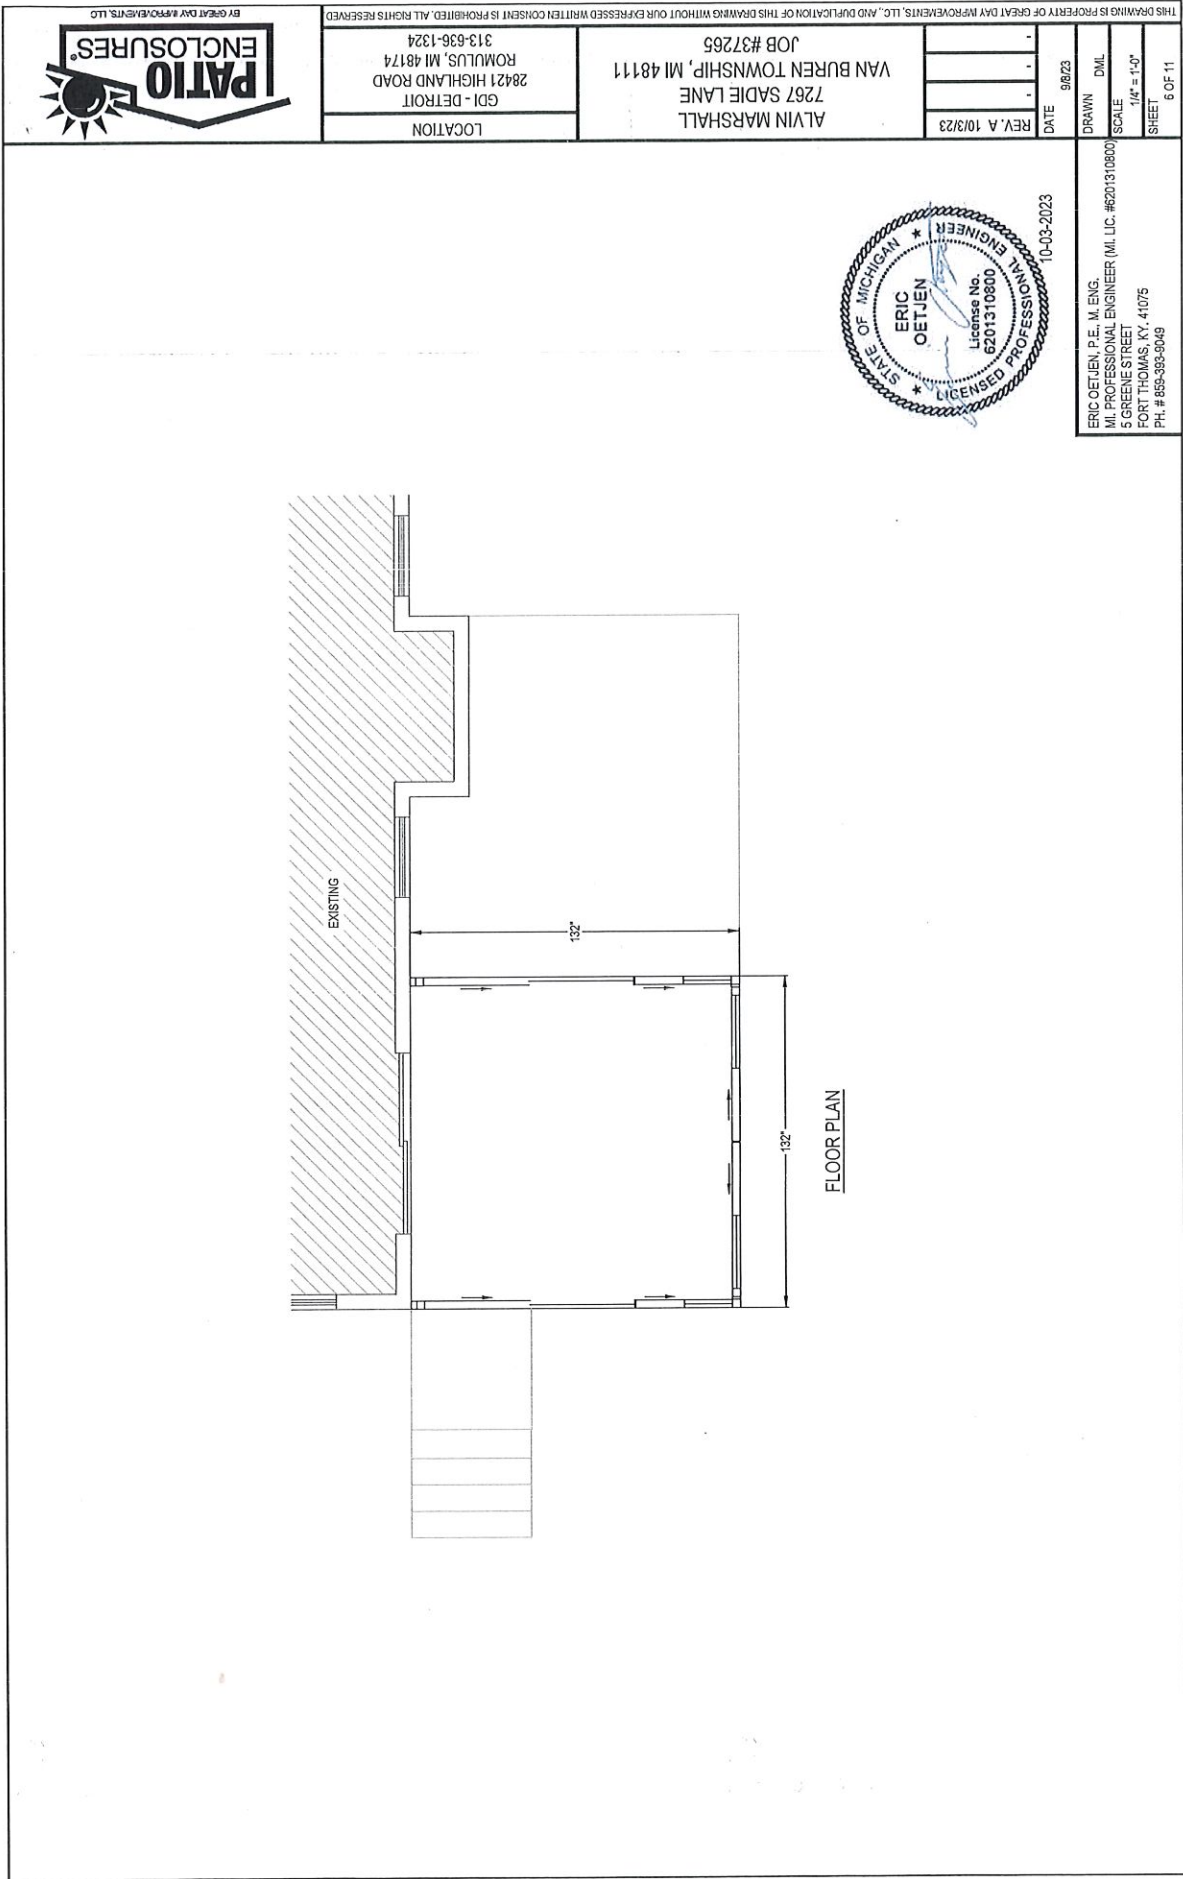 EXISTING
132"
132"
FLOOR PLAN
STATE OF MICHIGAN
ERIC
OETJEN
License No.
6201310800
LICENSED PROFESSIONAL ENGINEER
10-03-2023
ERIC OETJEN, P.E., M. ENG.
MI. PROFESSIONAL ENGINEER (MI. LIC. #6201310800)
5 GREENE STREET
FORT THOMAS, KY. 41075
PH. # 859-393-9049
PATIO
ENCLOSURES®
BY GREAT DAY IMPROVEMENTS, LLC
LOCATION
GDI - DETROIT
28421 HIGHLAND ROAD
ROMULUS, MI 48174
313-636-1324
ALVIN MARSHALL
7267 SADIE LANE
VAN BUREN TOWNSHIP, MI 48111
JOB #37265
REV. A 10/3/23
-
-
-
DATE
9/8/23
DRAWN
DML
SCALE
1/4" = 1'-0"
SHEET
6 OF 11
THIS DRAWING IS PROPERTY OF GREAT DAY IMPROVEMENTS, LLC., AND DUPLICATION OF THIS DRAWING WITHOUT OUR EXPRESSED WRITTEN CONSENT IS PROHIBITED. ALL RIGHTS RESERVED